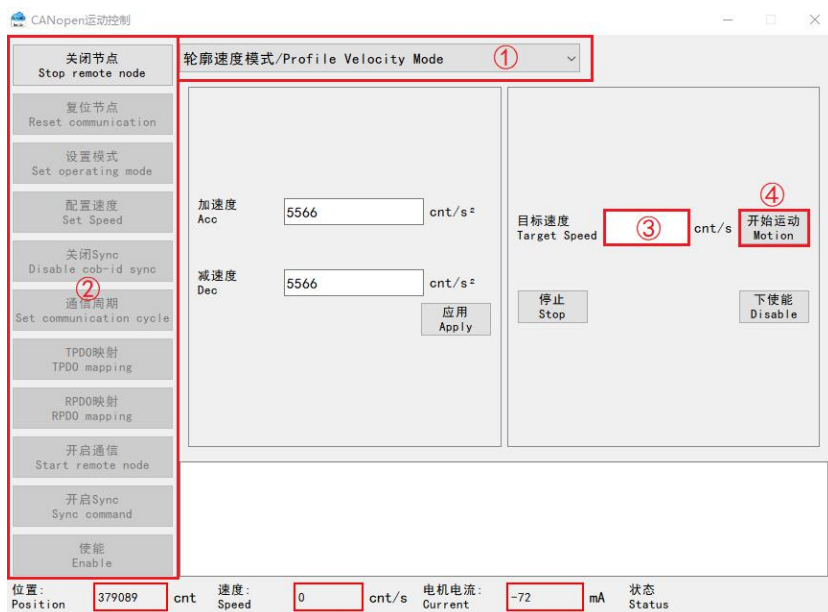 CANopen运动控制
关闭节点
Stop remote node
复位节点
Reset communication
设置模式
Set operating mode
配置速度
Set Speed
关闭Sync
Disable cob-id sync
②
通信周期
Set communication cycle
TPDO映射
TPDO mapping
RPDO映射
RPDO mapping
开启通信
Start remote node
开启Sync
Sync command
使能
Enable
轮廓速度模式/Profile Velocity Mode
①
加速度
Acc
5566
cnt/s²
减速度
Dec
5566
cnt/s²
应用
Apply
目标速度
Target Speed
③
cnt/s
④
开始运动
Motion
停止
Stop
下使能
Disable
位置:
Position
379089
cnt
速度:
Speed
0
cnt/s
电机电流:
Current
-72
mA
状态
Status